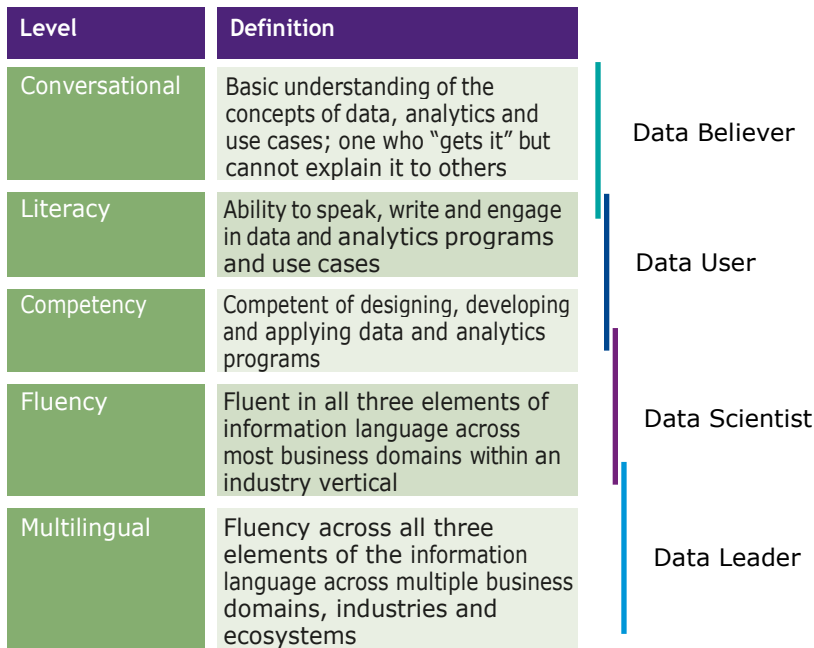 Level
Definition
Conversational
Basic understanding of the
concepts of data, analytics and
use cases; one who “gets it” but
cannot explain it to others
Data Believer
Literacy
Ability to speak, write and engage
in data and analytics programs
and use cases
Data User
Competency
Competent of designing, developing
and applying data and analytics
programs
Fluency
Fluent in all three elements of
information language across
most business domains within an
industry vertical
Data Scientist
Multilingual
Fluency across all three
elements of the information
language across multiple business
domains, industries and
ecosystems
Data Leader